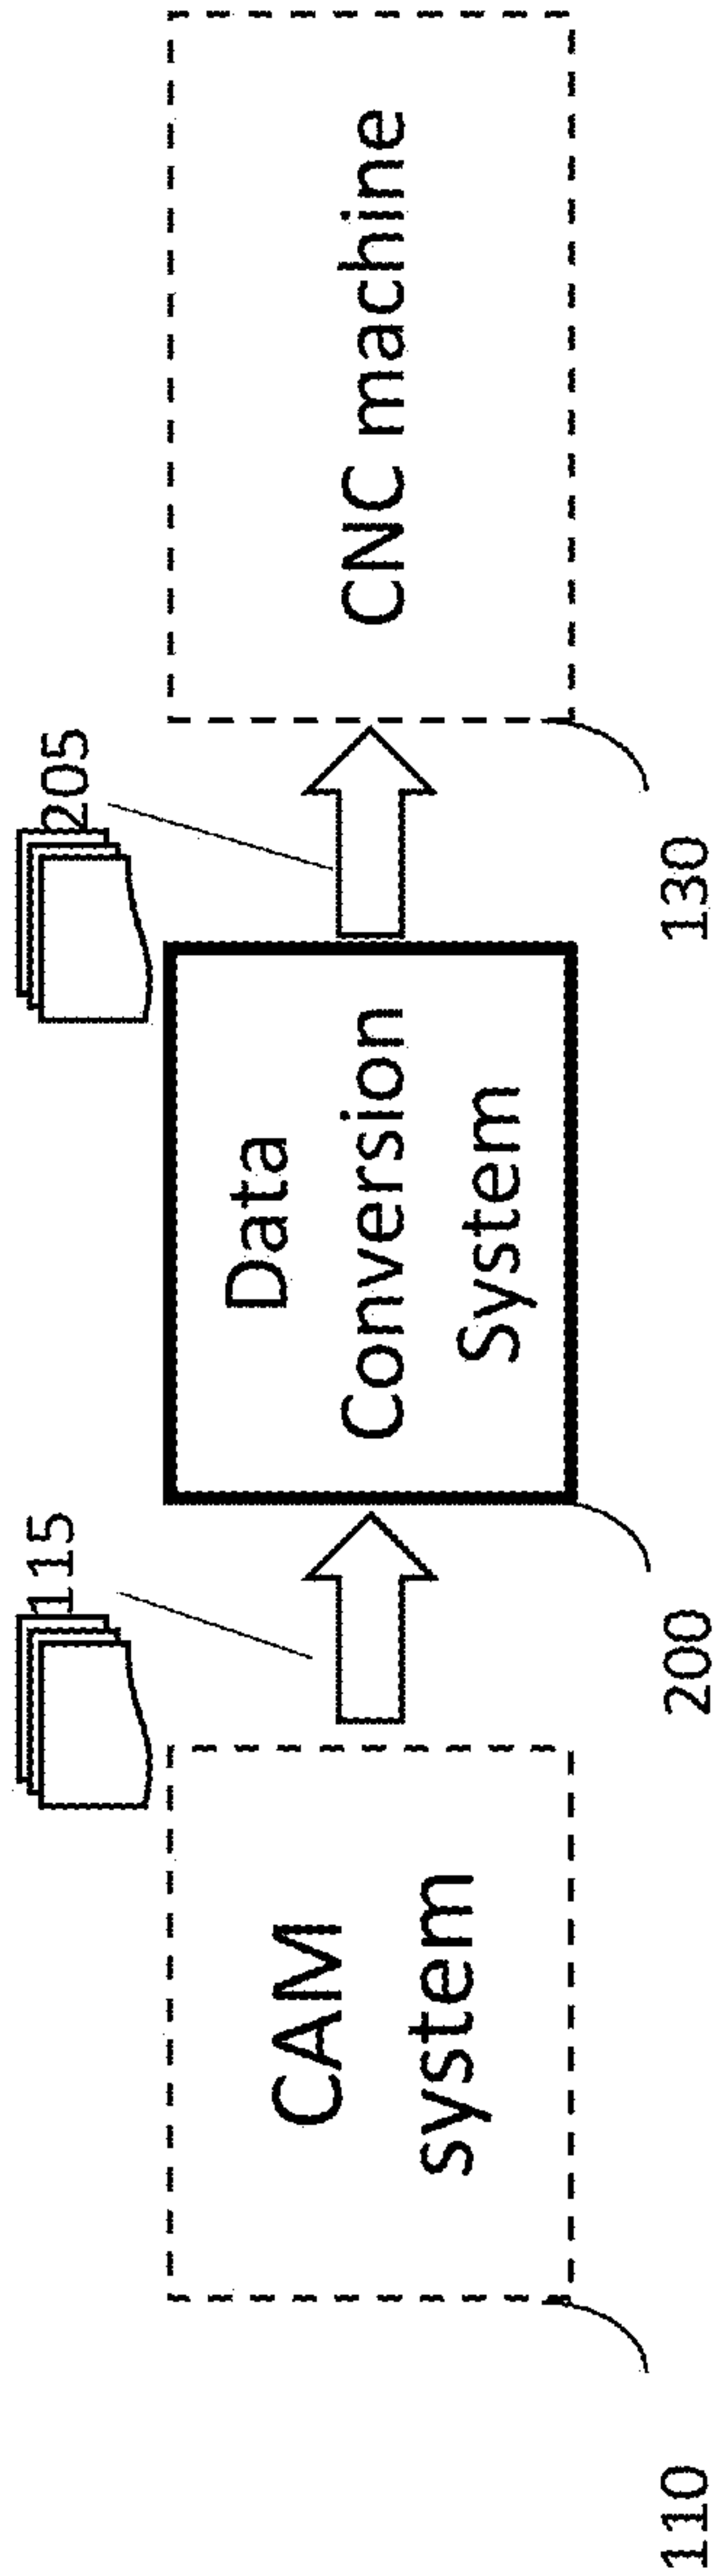 115
205
CAM
system
Data
Conversion
System
CNC machine
110
200
130